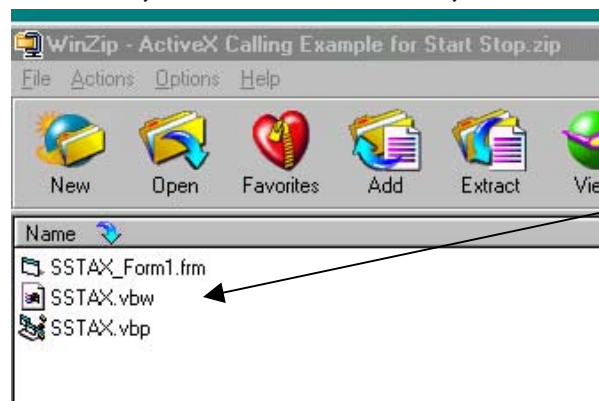 WinZip - ActiveX Calling Example for Start Stop.zip
File Actions Options Help
New Open Favorites Add Extract Vie
Name
SSTAX_Form1.frm
SSTAX.vbw
SSTAX.vbp